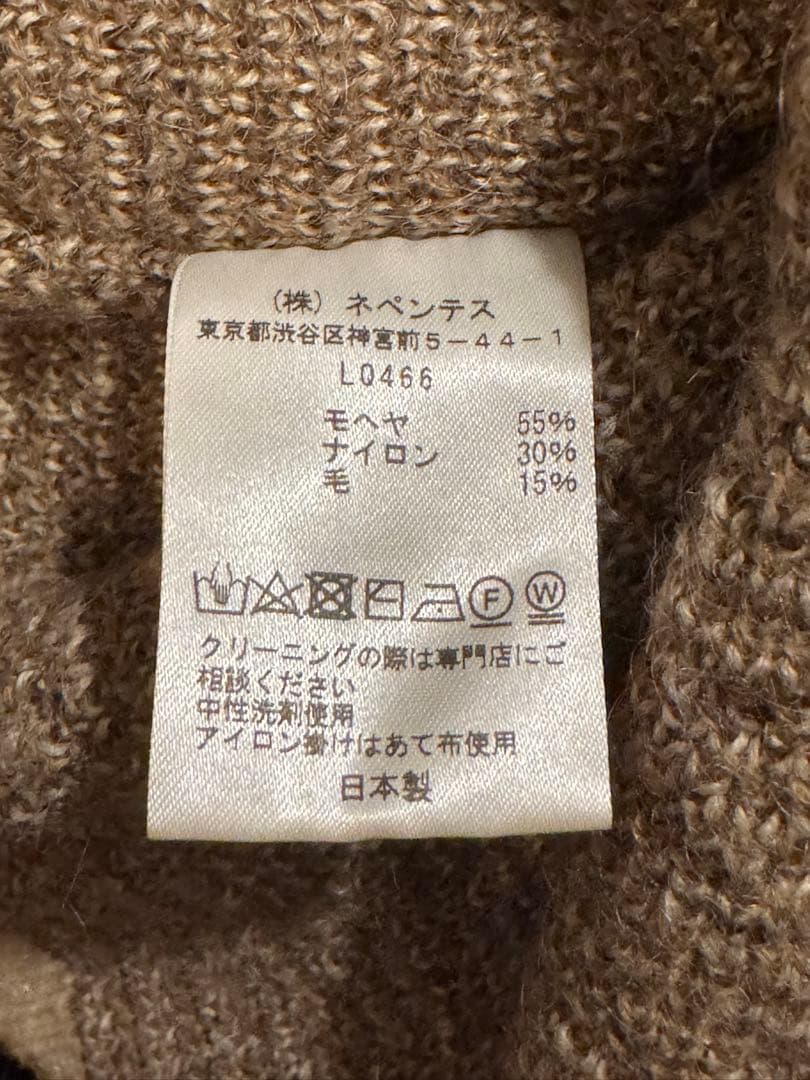 (株) ネペンテス
東京都渋谷区神宮前5-44-1
LQ466
モヘヤ 55%
ナイロン 30%
毛 15%
F W
クリーニングの際は専門店にご
相談ください
中性洗剤使用
アイロン掛けはあて布使用
日本製